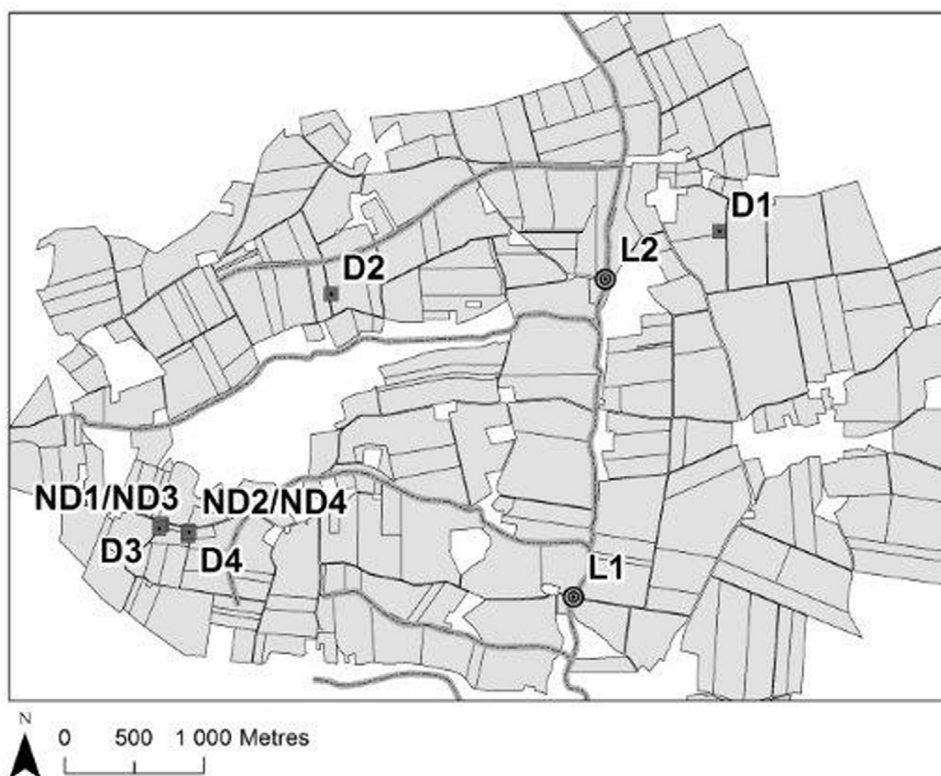 D1
L2
D2
ND1/ND3 ND2/ND4
D3 D4
L1
N
0 500 1 000 Metres